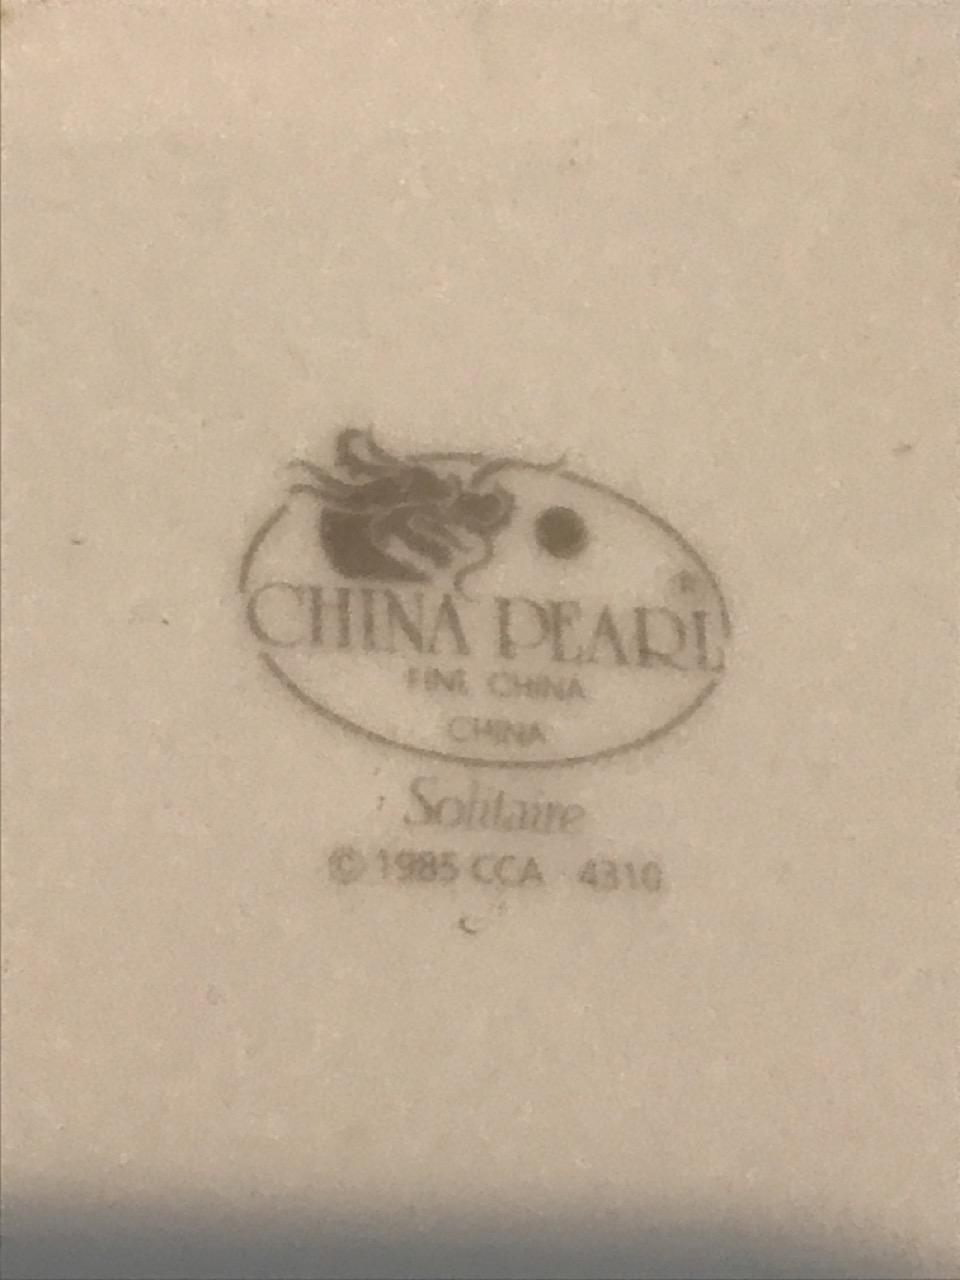 ®
CHINA PEARL
FINE CHINA
CHINA
Solitaire
© 1985 CCA 4310